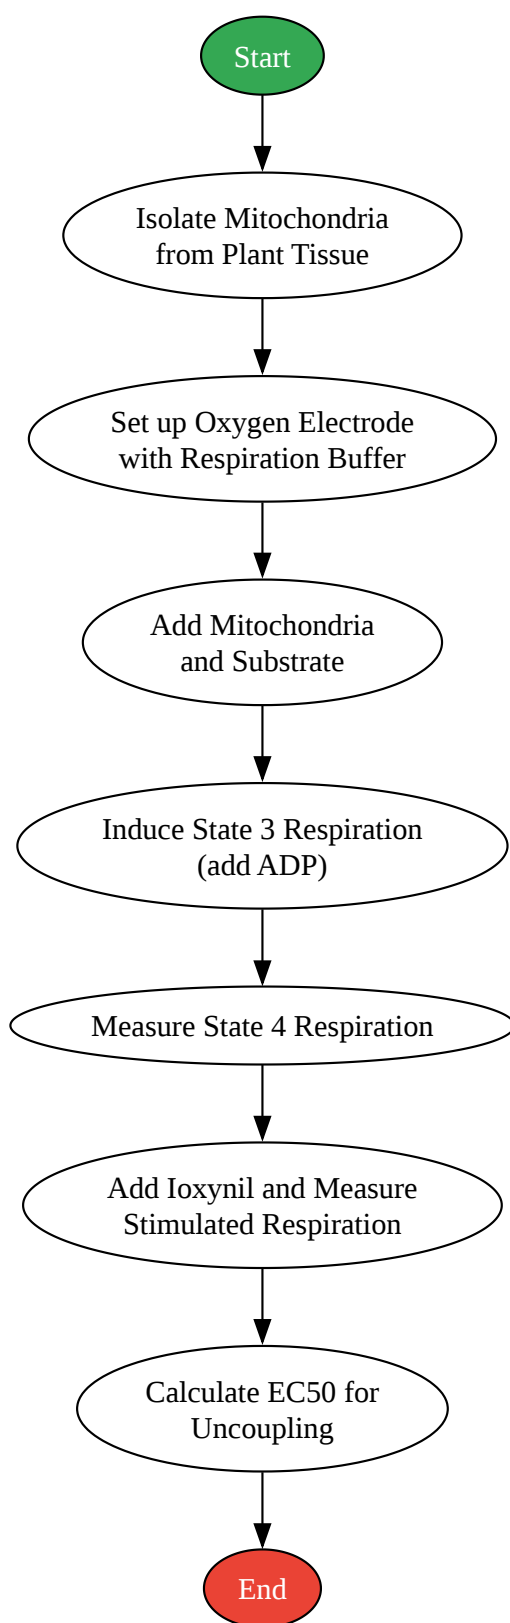 Start
Isolate Mitochondria
from Plant Tissue
Set up Oxygen Electrode
with Respiration Buffer
Add Mitochondria
and Substrate
Induce State 3 Respiration
(add ADP)
Measure State 4 Respiration
Add Ioxynil and Measure
Stimulated Respiration
Calculate EC50 for
Uncoupling
End